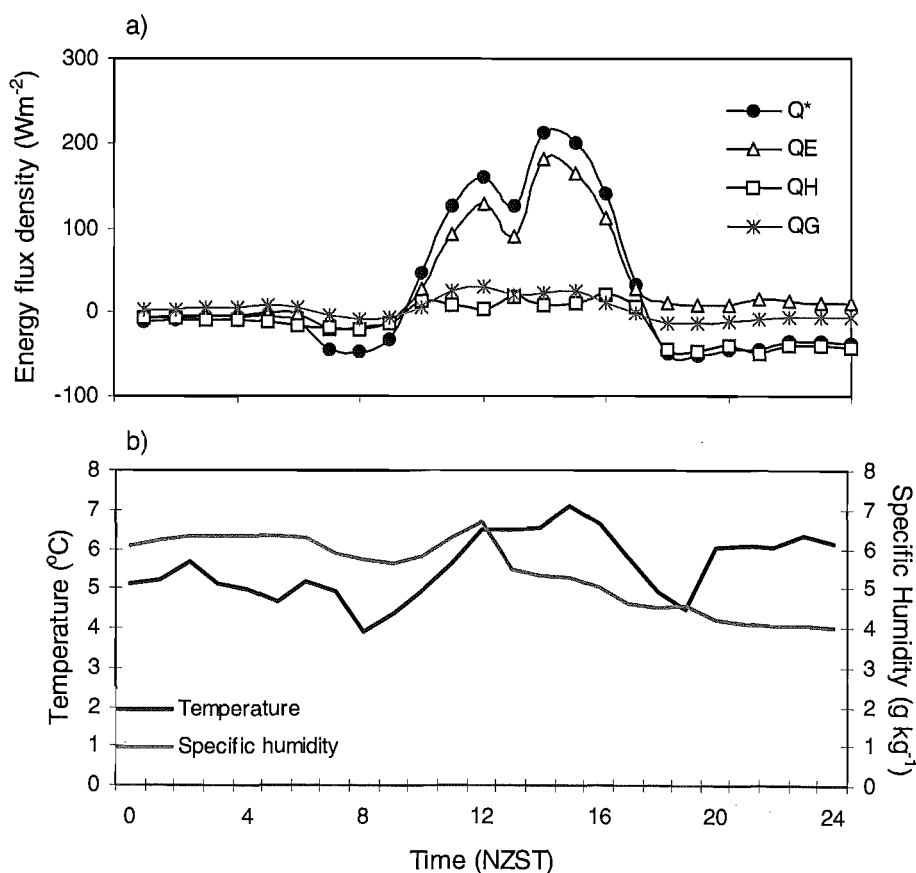 a)
300
200
100
0
-100
Energy flux density (Wm⁻²)
Q*
QE
QH
QG
b)
8
7
6
5
4
3
2
1
0
Temperature (ºC)
8
7
6
5
4
3
2
1
0
Specific Humidity (g kg⁻¹)
Temperature
Specific humidity
0 4 8 12 16 20 24
Time (NZST)